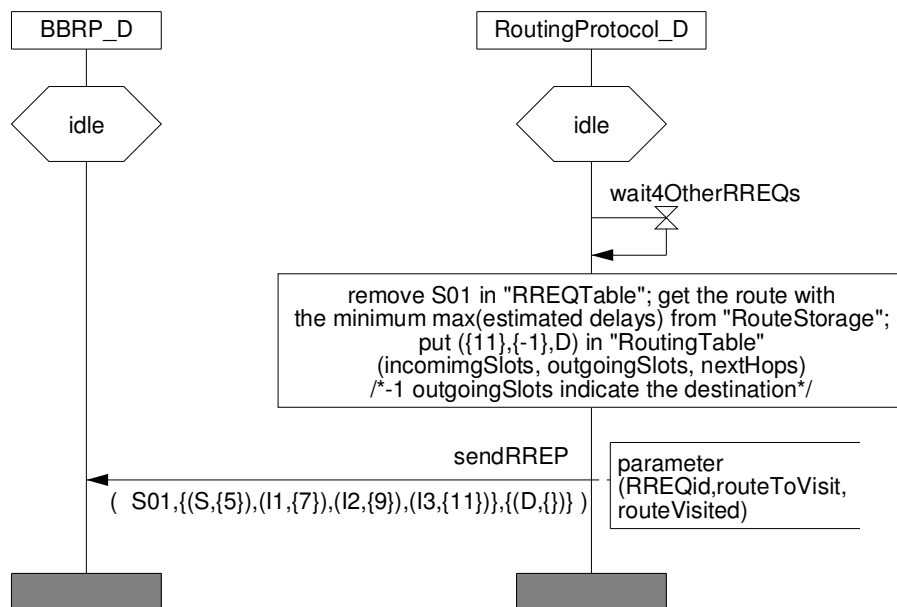 BBRP_D
RoutingProtocol_D
idle
idle
wait4OtherRREQs
remove S01 in "RREQTable"; get the route with
the minimum max(estimated delays) from "RouteStorage";
put ({11},{-1},D) in "RoutingTable"
(incomimgSlots, outgoingSlots, nextHops)
/*-1 outgoingSlots indicate the destination*/
sendRREP
( S01,{(S,{5}),(I1,{7}),(I2,{9}),(I3,{11})},{(D,{})} )
parameter
(RREQid,routeToVisit,
routeVisited)